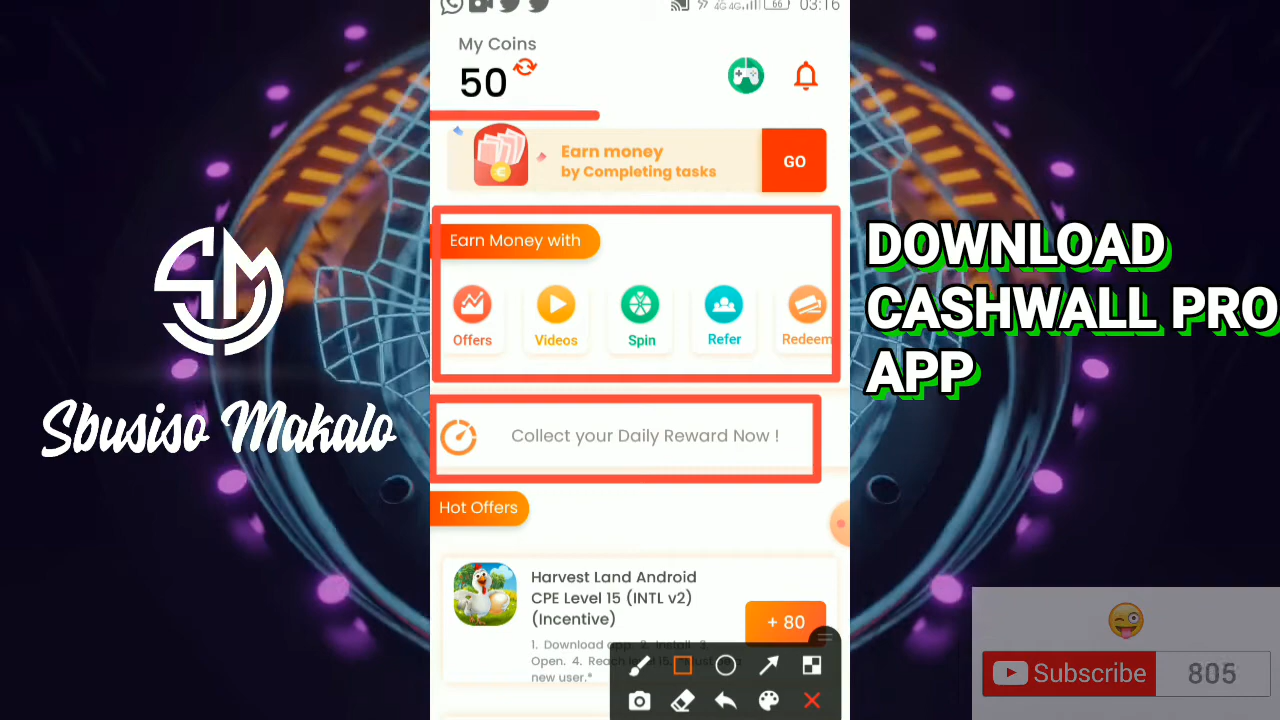 4G 4G 66 03:16
My Coins
50
Earn money
by Completing tasks
GO
Earn Money with
Offers
Videos
Spin
Refer
Redeem
Collect your Daily Reward Now !
Hot Offers
Harvest Land Android
CPE Level 15 (INTL v2)
(Incentive)
+ 80
1. Download app 2. Install 3.
Open. 4. Reach level 15.
new user.*
SM
Sbusiso Makalo
DOWNLOAD
CASHWALL PRO
APP
Subscribe 805